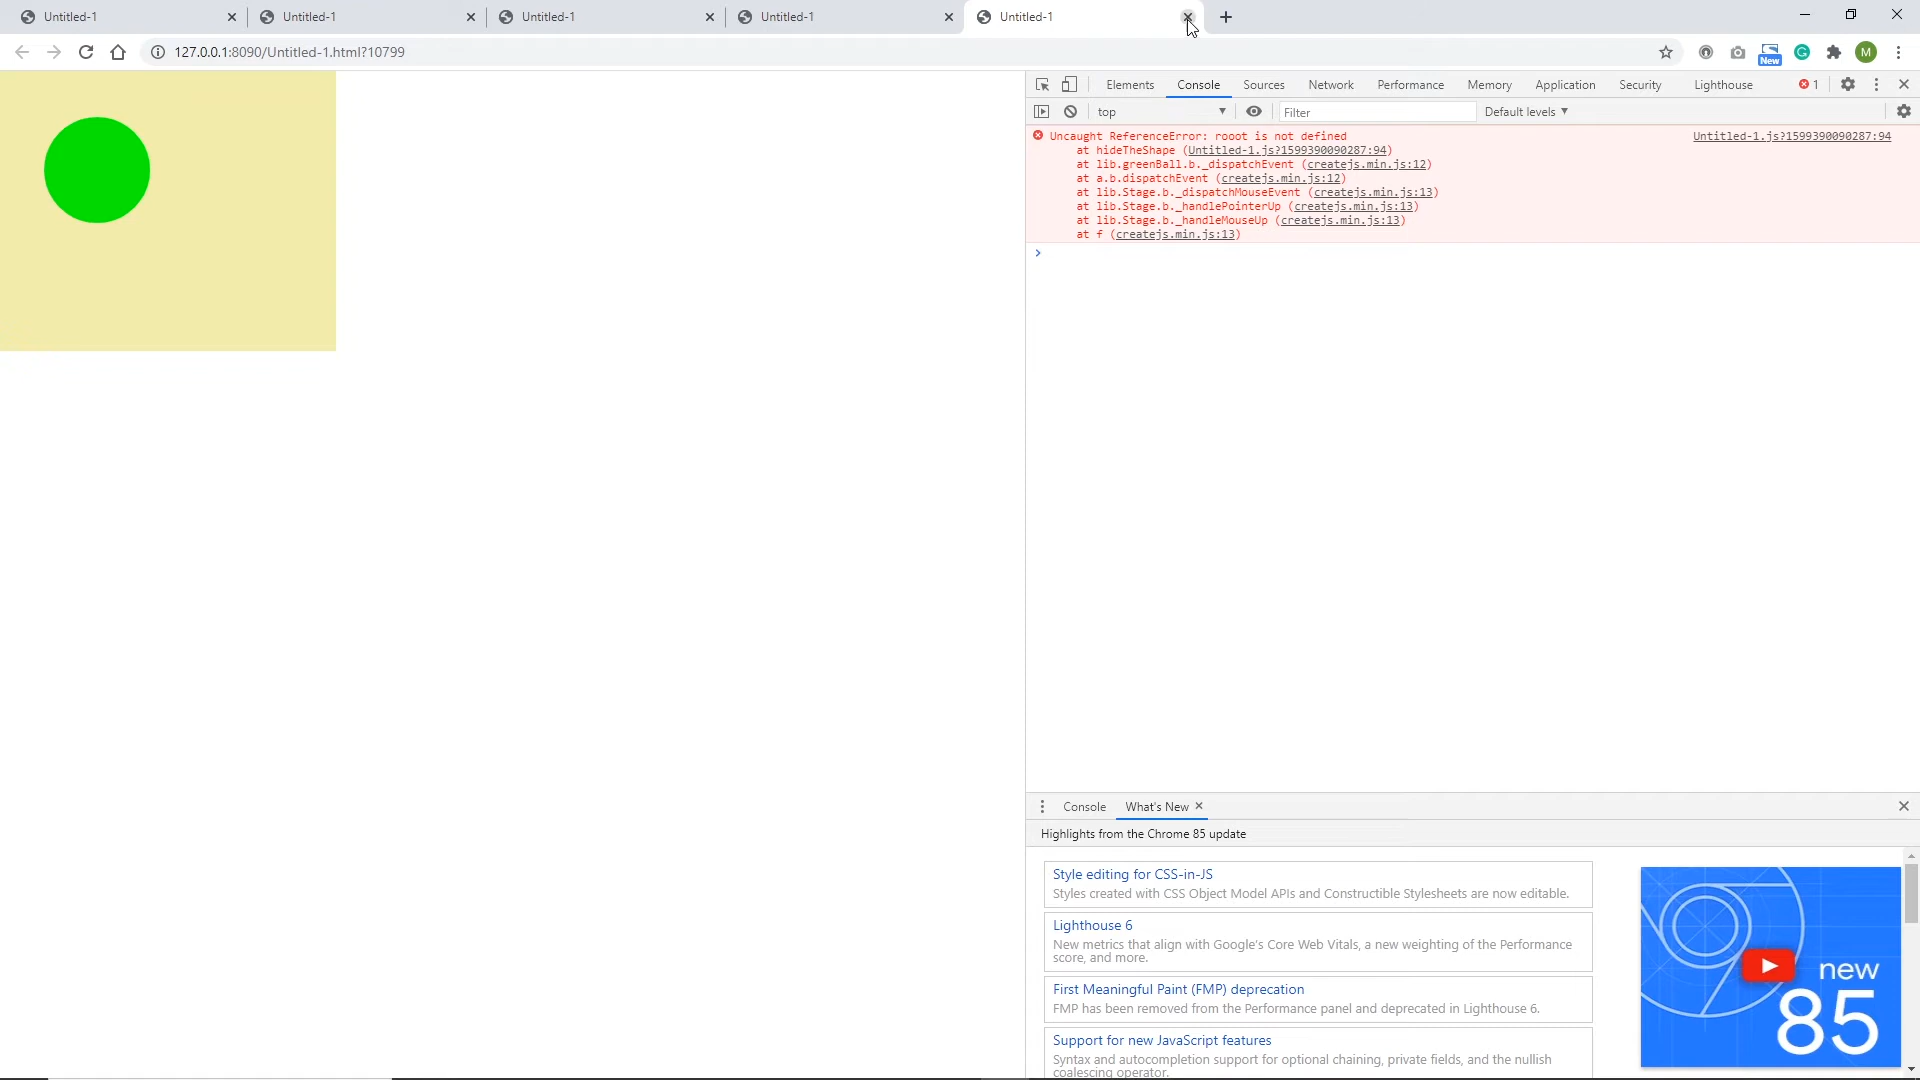 Untitled-1
Untitled-1
Untitled-1
Untitled-1
Untitled-1
127.0.0.1:8090/Untitled-1.html?10799
New
G
M
Elements Console Sources Network Performance Memory Application Security Lighthouse 1
top Filter Default levels
Uncaught ReferenceError: rooot is not defined Untitled-1.js?1599390090287:94
at hideTheShape (Untitled-1.js?1599390090287:94)
at lib.greenBall.b._dispatchEvent (createjs.min.js:12)
at a.b.dispatchEvent (createjs.min.js:12)
at lib.Stage.b._dispatchMouseEvent (createjs.min.js:13)
at lib.Stage.b._handlePointerUp (createjs.min.js:13)
at lib.Stage.b._handleMouseUp (createjs.min.js:13)
at f (createjs.min.js:13)
Console What's New
Highlights from the Chrome 85 update
Style editing for CSS-in-JS
Styles created with CSS Object Model APIs and Constructible Stylesheets are now editable.
Lighthouse 6
New metrics that align with Google's Core Web Vitals, a new weighting of the Performance
score, and more.
First Meaningful Paint (FMP) deprecation
FMP has been removed from the Performance panel and deprecated in Lighthouse 6.
Support for new JavaScript features
Syntax and autocompletion support for optional chaining, private fields, and the nullish
coalescing operator.
new
85